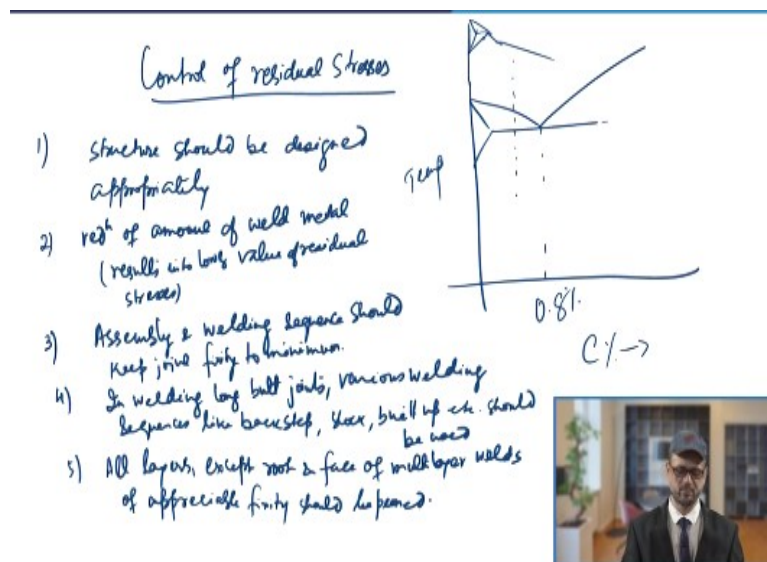 Control of residual Stresses
1) Structure should be designed
appropriately
2) redⁿ of amount of weld metal
(results into lower value of residual
stresses)
3) Assembly & welding sequence should
keep joint fixity to minimum.
4) In welding long butt joints, various welding
sequences like backstep, block, built up etc. should
be used
5) All layers, except root & face of multilayer welds
of appreciable fixity should be peened.
Temp
0.8%
C% →